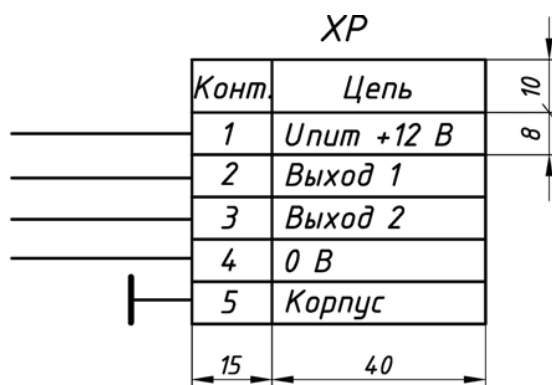 XP
Конт. Цепь 10
1 Uпит +12 В 8
2 Выход 1
3 Выход 2
4 0 В
5 Корпус
15 40